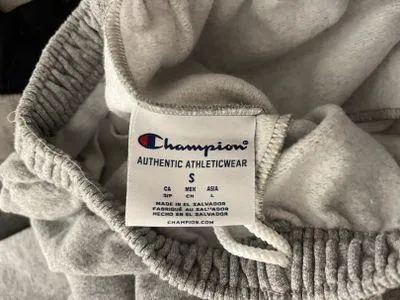 Champion
AUTHENTIC ATHLETICWEAR
S
CA MEX ASIA
S/P CH L
MADE IN EL SALVADOR
FABRIQUÉ AU SALVADOR
HECHO EN EL SALVADOR
CHAMPION.COM